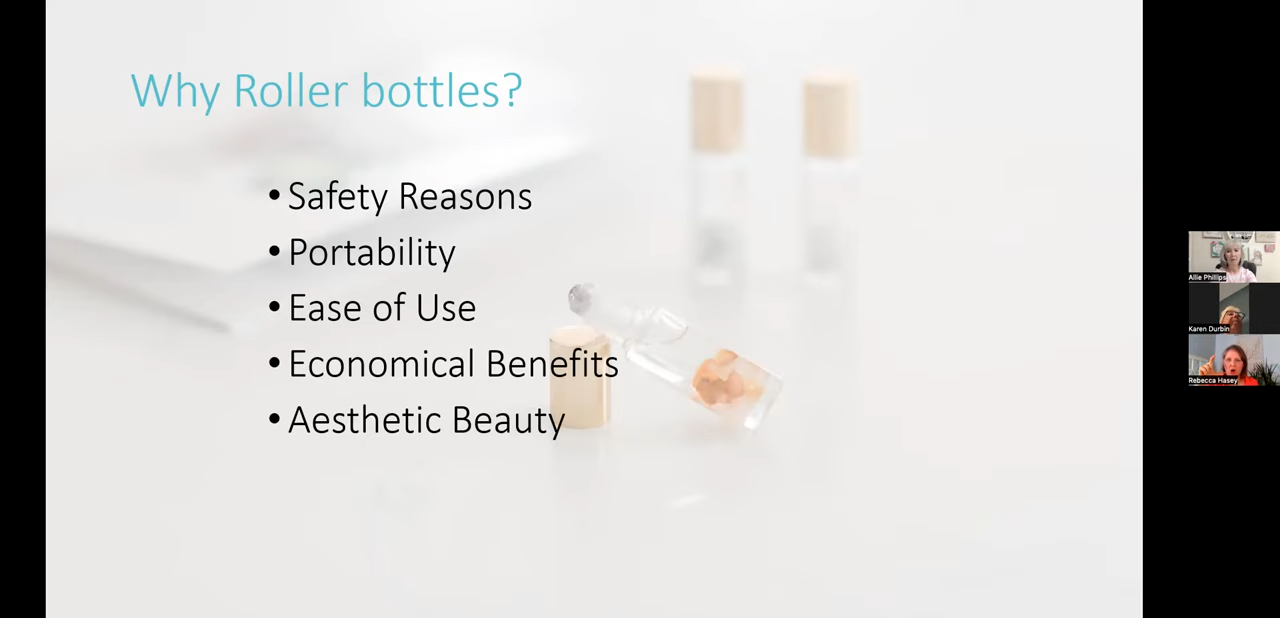 Why Roller bottles?
• Safety Reasons
• Portability
• Ease of Use
• Economical Benefits
• Aesthetic Beauty
Allie Phillips
Karen Durbin
Rebecca Hasey